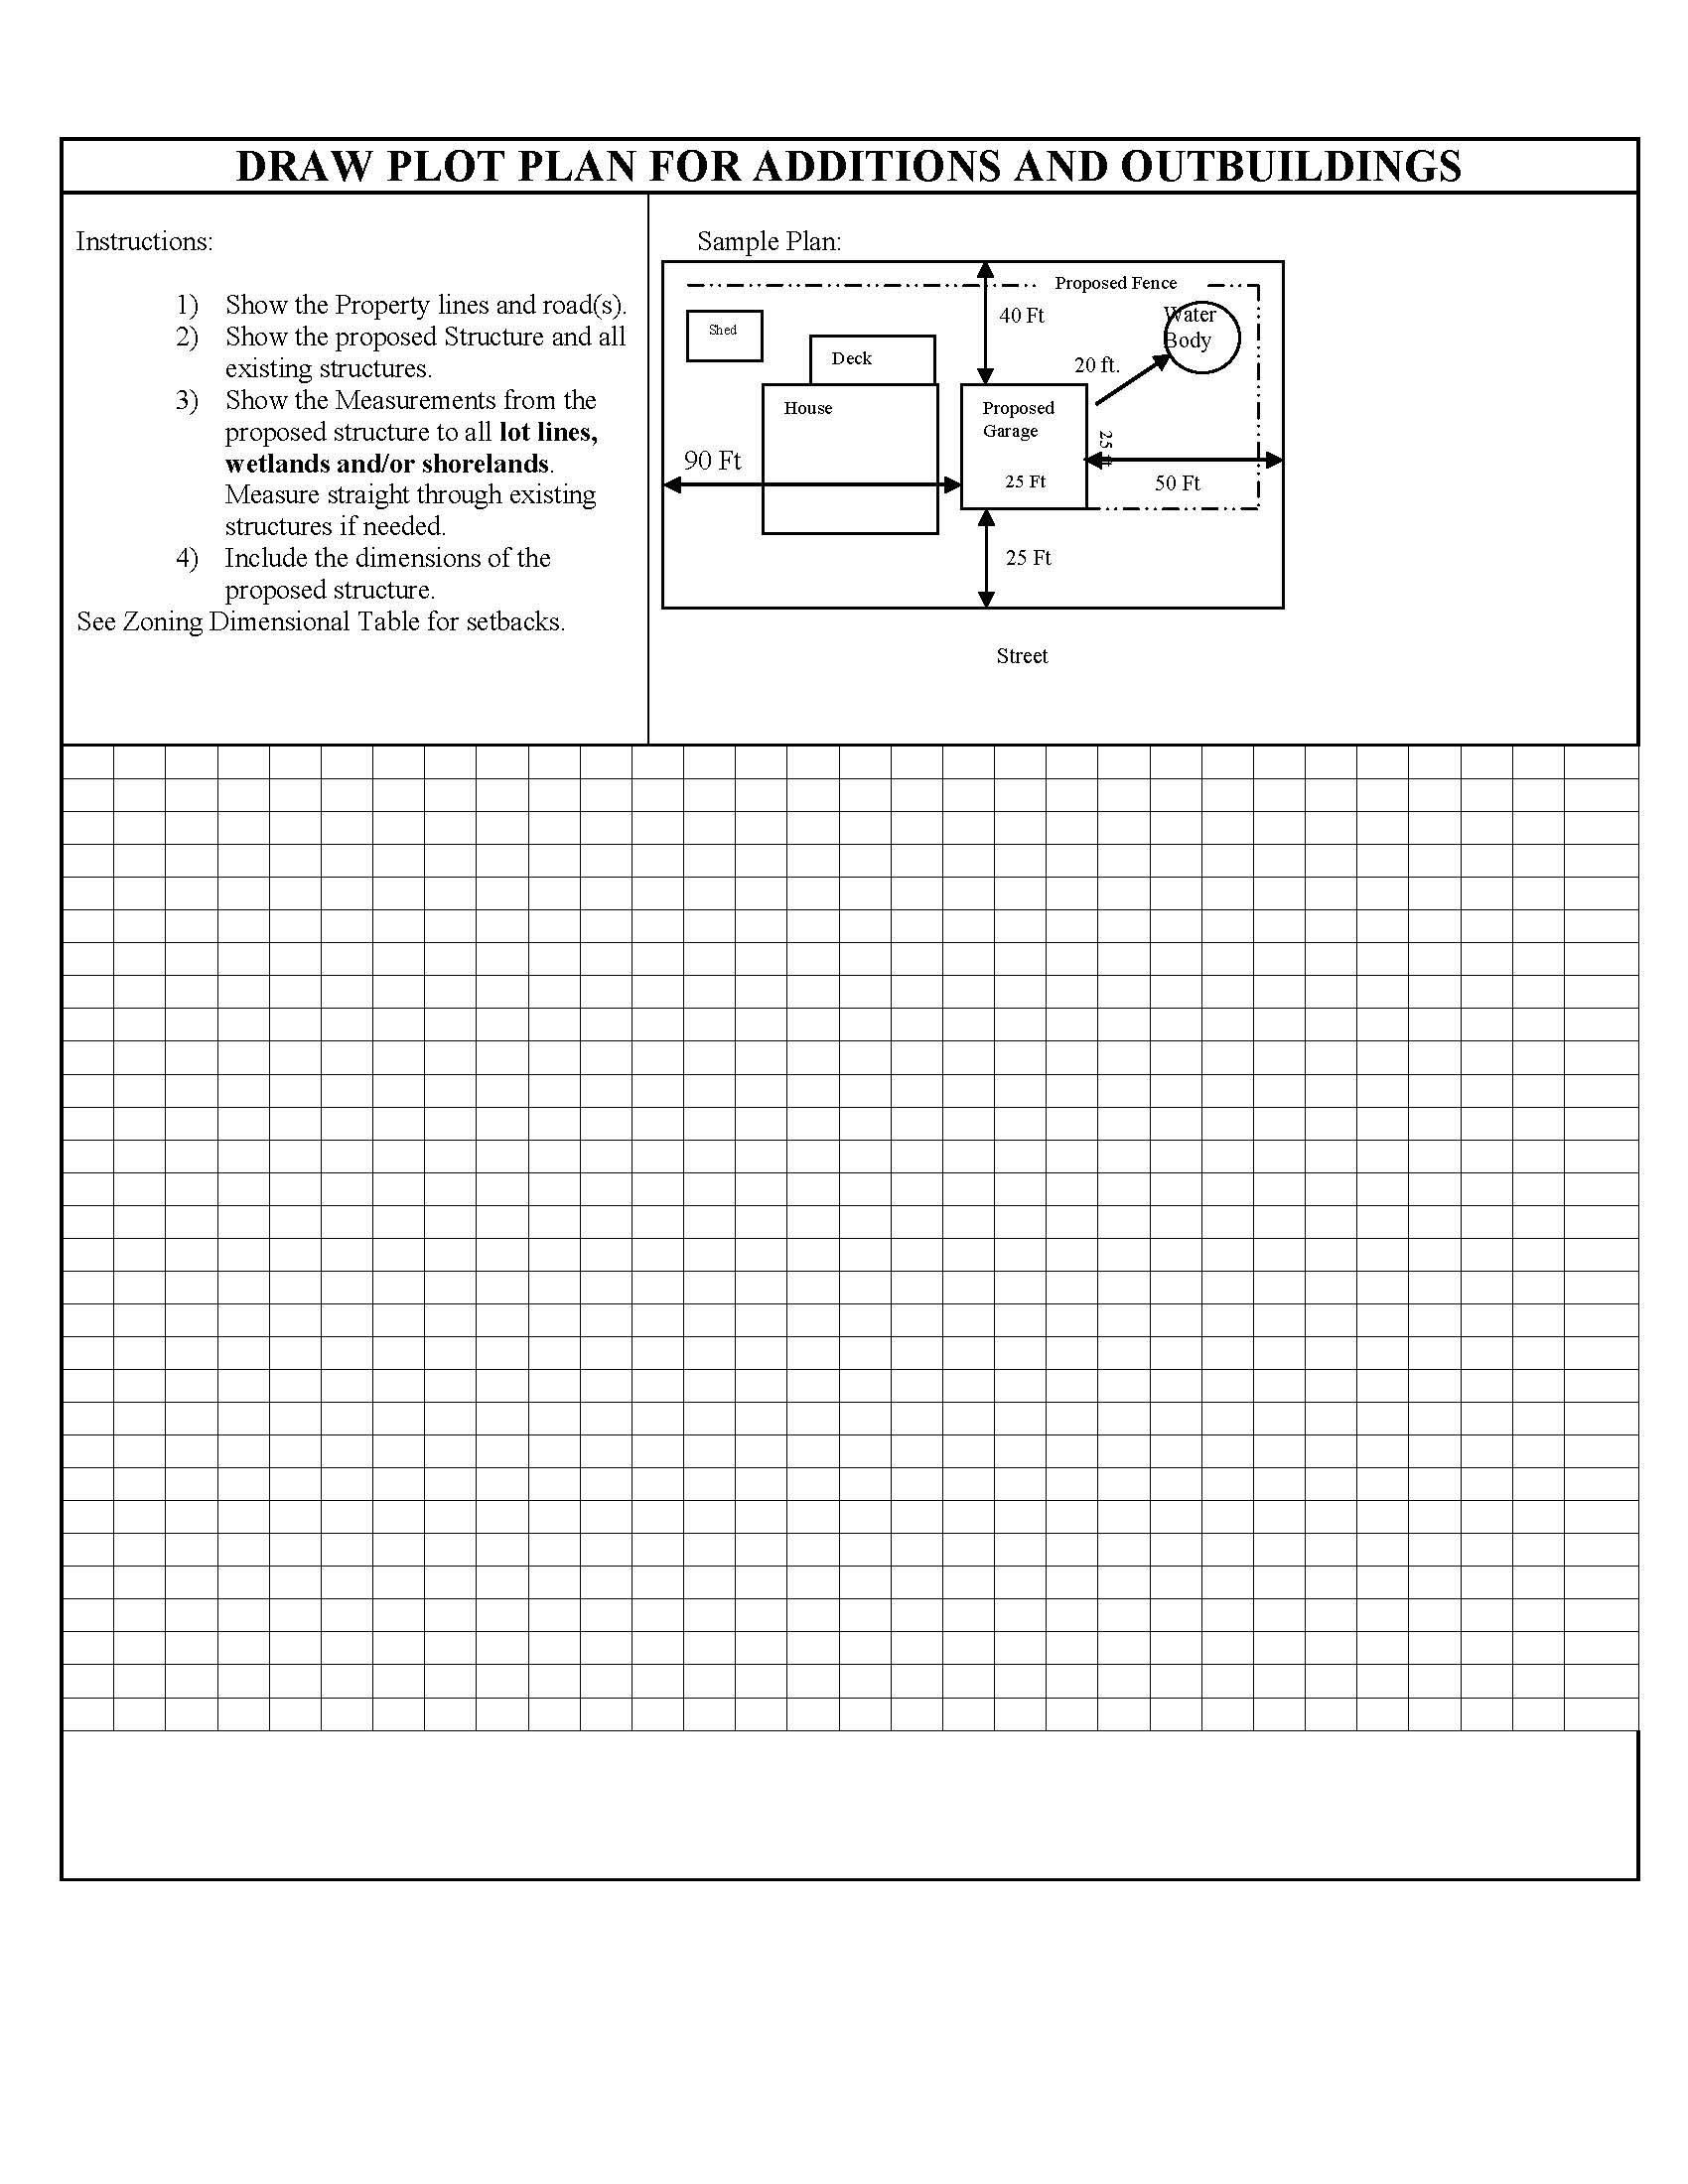 DRAW PLOT PLAN FOR ADDITIONS AND OUTBUILDINGS
Instructions:
1) Show the Property lines and road(s).
2) Show the proposed Structure and all
existing structures.
3) Show the Measurements from the
proposed structure to all lot lines,
wetlands and/or shorelands.
Measure straight through existing
structures if needed.
4) Include the dimensions of the
proposed structure.
See Zoning Dimensional Table for setbacks.
Sample Plan:
Proposed Fence
40 Ft
Water
Body
Shed
Deck
20 ft.
House
Proposed
Garage
25 ft
90 Ft
25 Ft
50 Ft
25 Ft
Street